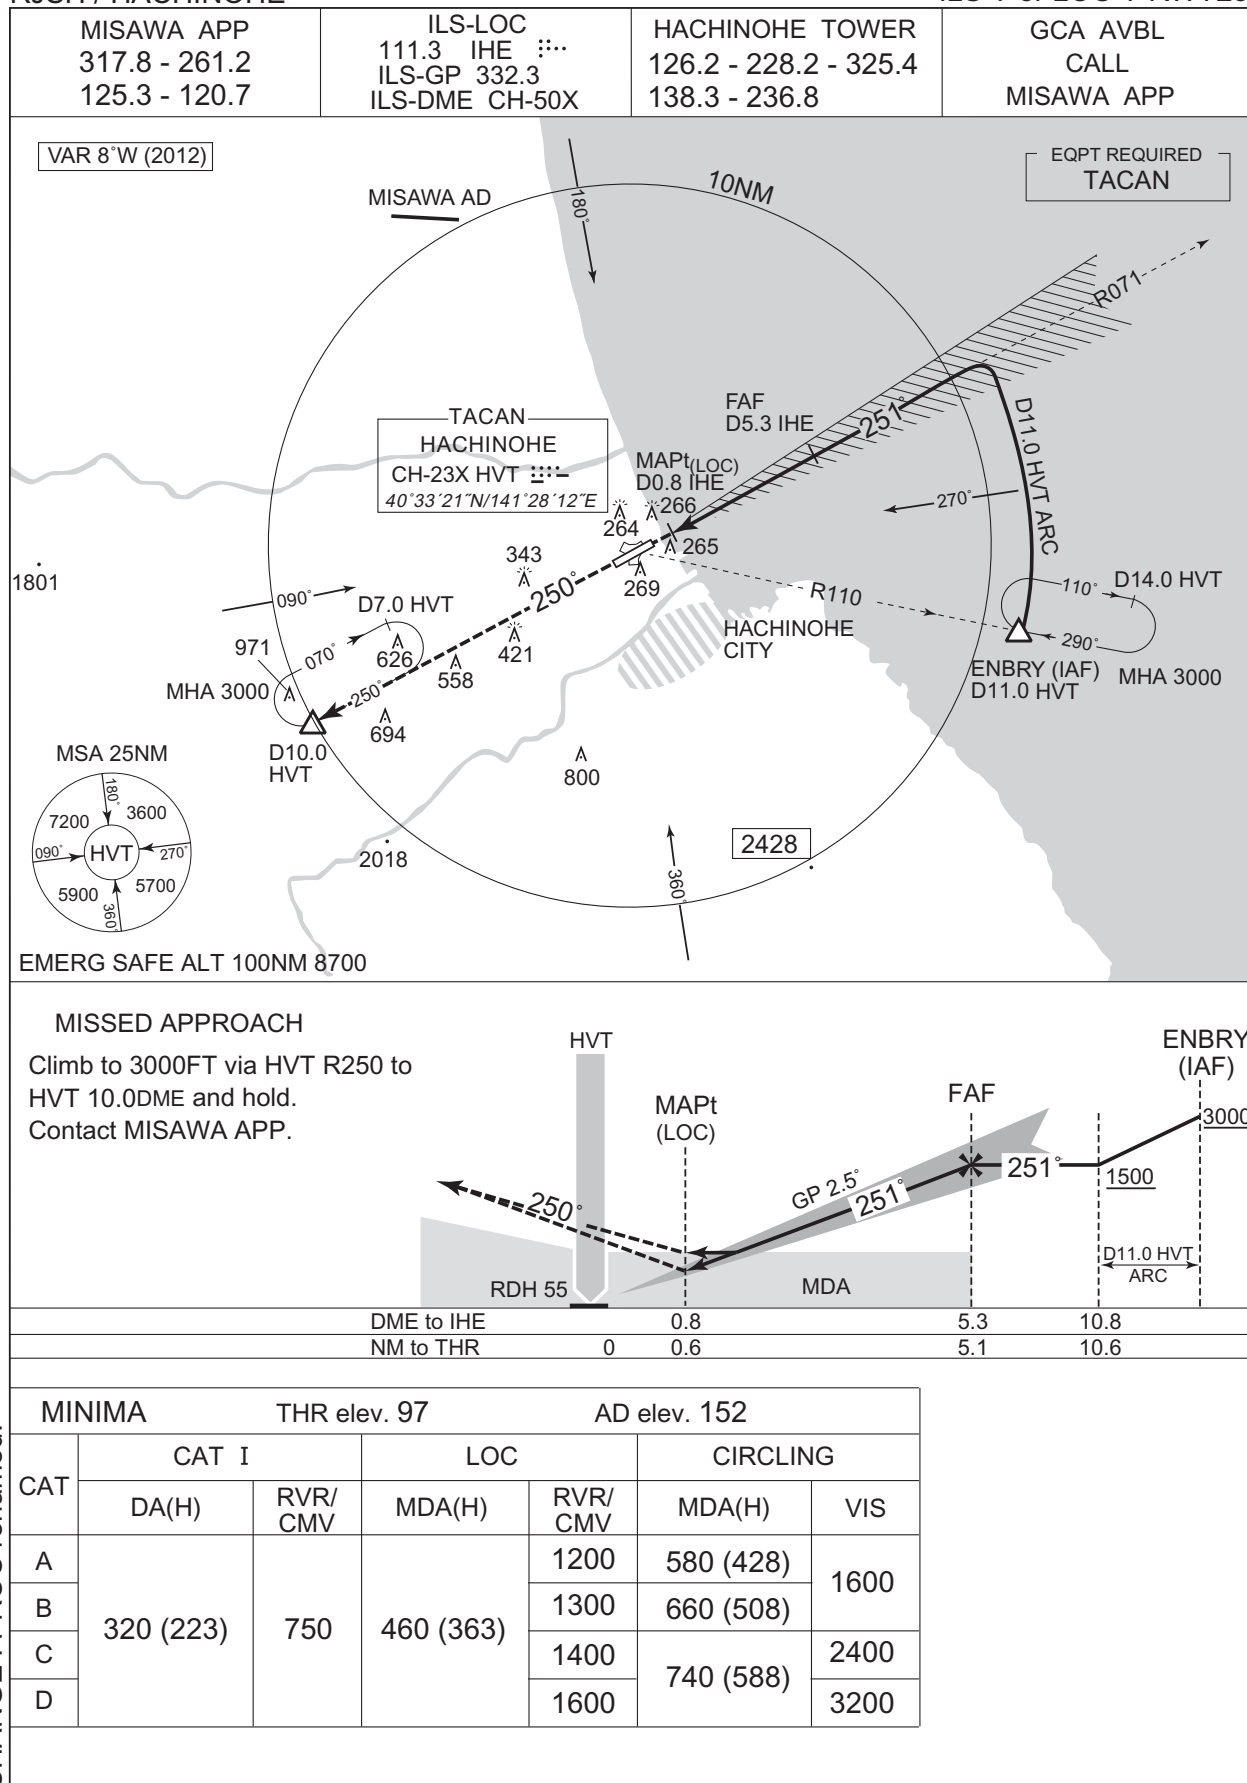 MISAWA APP
317.8 - 261.2
125.3 - 120.7
ILS-LOC
111.3 IHE
ILS-GP 332.3
ILS-DME CH-50X
HACHINOHE TOWER
126.2 - 228.2 - 325.4
138.3 - 236.8
GCA AVBL
CALL
MISAWA APP
VAR 8°W (2012)
EQPT REQUIRED
TACAN
MISAWA AD
180°
10NM
R071
FAF
D5.3 IHE
251°
D11.0 HVT ARC
TACAN
HACHINOHE
CH-23X HVT
40°33´21˝N/141°28´12˝E
MAPt(LOC)
D0.8 IHE
266
264
265
270°
343
269
1801
090°
D7.0 HVT
250°
R110
110°
D14.0 HVT
HACHINOHE
CITY
971
070°
626
421
290°
558
ENBRY (IAF)
D11.0 HVT
MHA 3000
MHA 3000
250°
694
D10.0
HVT
800
MSA 25NM
180°
7200
3600
090°
HVT
270°
5900
5700
360°
2018
2428
360°
EMERG SAFE ALT 100NM 8700
MISSED APPROACH
Climb to 3000FT via HVT R250 to
HVT 10.0DME and hold.
Contact MISAWA APP.
HVT
MAPt
(LOC)
FAF
ENBRY
(IAF)
3000
GP 2.5°
251°
251°
1500
250°
RDH 55
MDA
D11.0 HVT
ARC
DME to IHE 0.8 5.3 10.8
NM to THR 0 0.6 5.1 10.6
MINIMA THR elev. 97 AD elev. 152
CAT
CAT I LOC CIRCLING
DA(H) RVR/CMV MDA(H) RVR/CMV MDA(H) VIS
A 1200 580 (428) 1600
B 320 (223) 750 460 (363) 1300 660 (508)
C 1400 740 (588) 2400
D 1600 3200